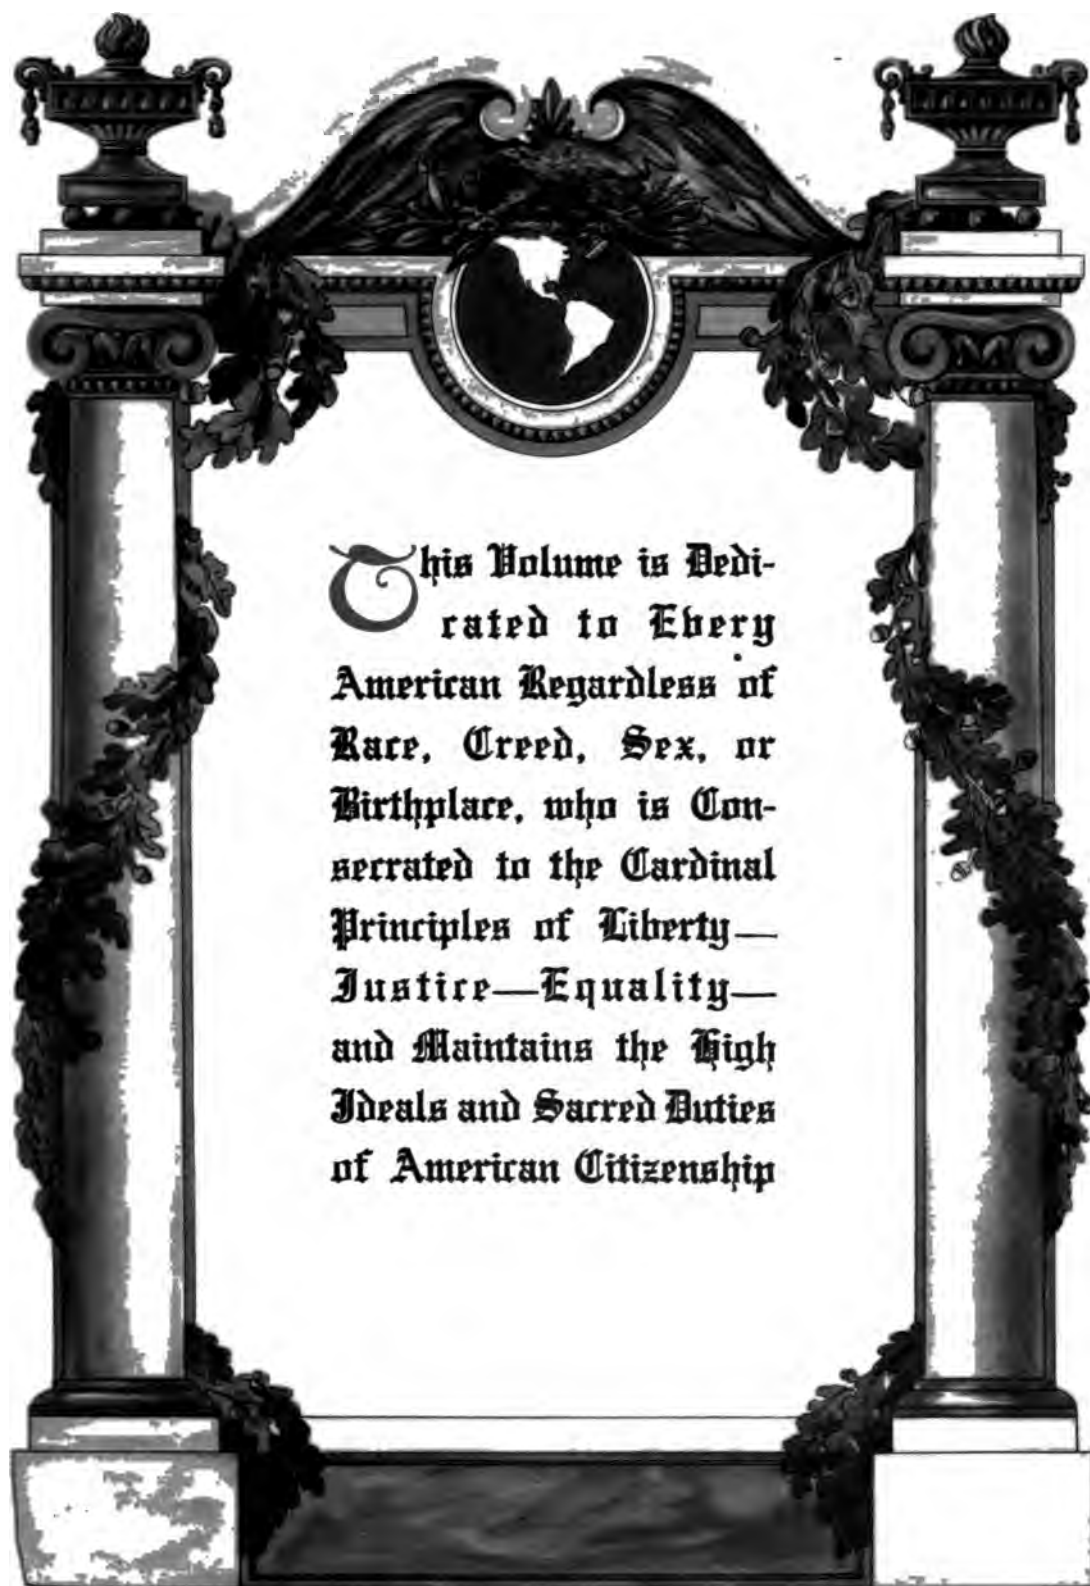 This Volume is Dedi-
cated to Every
American Regardless of
Race, Creed, Sex, or
Birthplace, who is Con-
secrated to the Cardinal
Principles of Liberty—
Justice—Equality—
and Maintains the High
Ideals and Sacred Duties
of American Citizenship